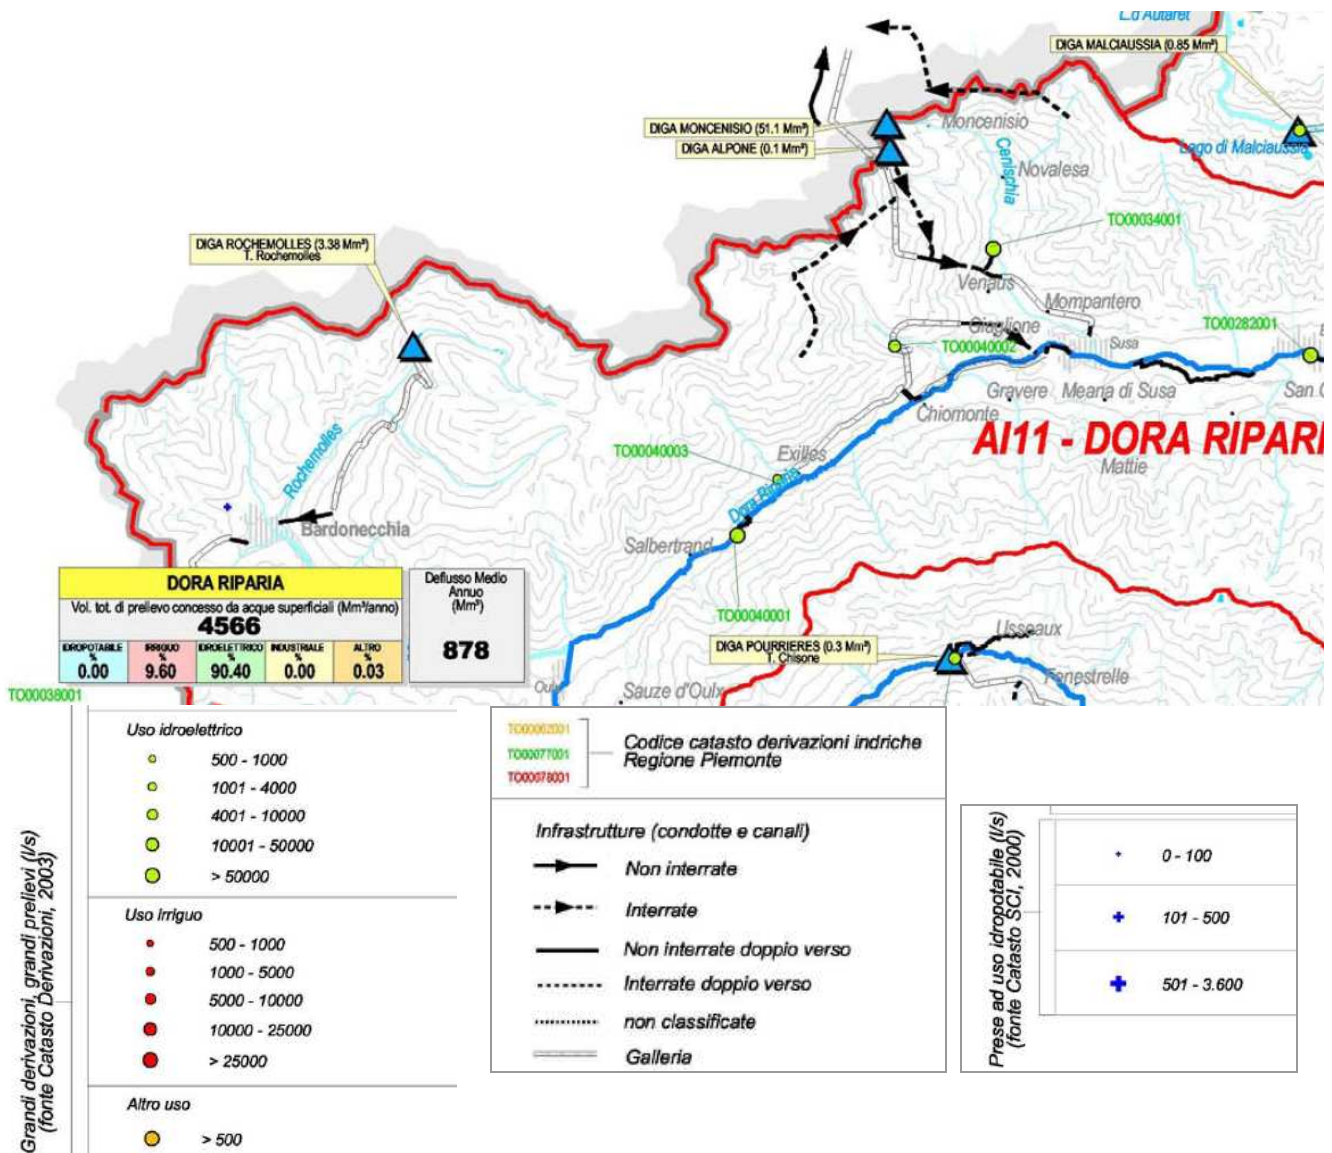 L.d'Autaret
DIGA MALCIAUSSIA (0.85 Mm³)
DIGA MONCENISIO (51.1 Mm³)
Moncenisio
DIGA ALPONE (0.1 Mm³)
Lago di Malciaussia
Cenischia
Novalesa
TO00034001
DIGA ROCHEMOLLES (3.38 Mm³)
T. Rochemolles
Venaus
Mompantero
Giaglione
TO00282001
TO00040002
Susa
Gravere
Meana di Susa
San
Chiomonte
AI11 - DORA RIPARI
Mattie
TO00040003
Exilles
Rochemolles
Dora Riparia
Bardonecchia
Salbertrand
DORA RIPARIA
Vol. tot. di prelievo concesso da acque superficiali (Mm³/anno)
4566
IDROPOTABILE % IRRIGUO % IDROELETTRICO % INDUSTRIALE % ALTRO %
0.00 9.60 90.40 0.00 0.03
Deflusso Medio
Annuo
(Mm³)
878
TO00040001
Usseaux
DIGA POURRIERES (0.3 Mm³)
T. Chisone
Fenestrelle
Oulx
Sauze d'Oulx
TO00038001
Grandi derivazioni, grandi prelievi (l/s)
(fonte Catasto Derivazioni, 2003)
Uso idroelettrico
500 - 1000
1001 - 4000
4001 - 10000
10001 - 50000
> 50000
Uso irriguo
500 - 1000
1000 - 5000
5000 - 10000
10000 - 25000
> 25000
Altro uso
> 500
TO00062001
TO00077001
TO00078001
Codice catasto derivazioni indriche
Regione Piemonte
Infrastrutture (condotte e canali)
Non interrate
Interrate
Non interrate doppio verso
Interrate doppio verso
non classificate
Galleria
Prese ad uso idropotabile (l/s)
(fonte Catasto SCI, 2000)
0 - 100
101 - 500
501 - 3.600